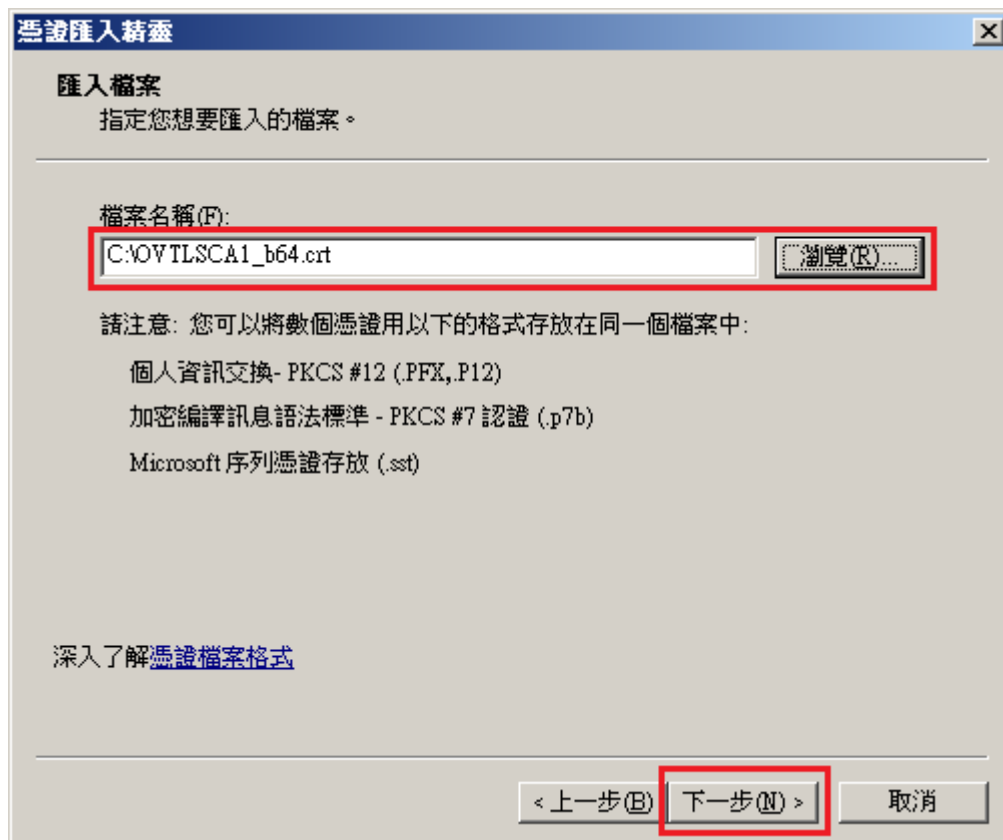 憑證匯入精靈
匯入檔案
指定您想要匯入的檔案。
檔案名稱(F):
C:\OVTLSCA1_b64.crt 瀏覽(R)...
請注意: 您可以將數個憑證用以下的格式存放在同一個檔案中:
個人資訊交換- PKCS #12 (.PFX,.P12)
加密編譯訊息語法標準 - PKCS #7 認證 (.p7b)
Microsoft 序列憑證存放 (.sst)
深入了解憑證檔案格式
< 上一步(B) 下一步(N) > 取消